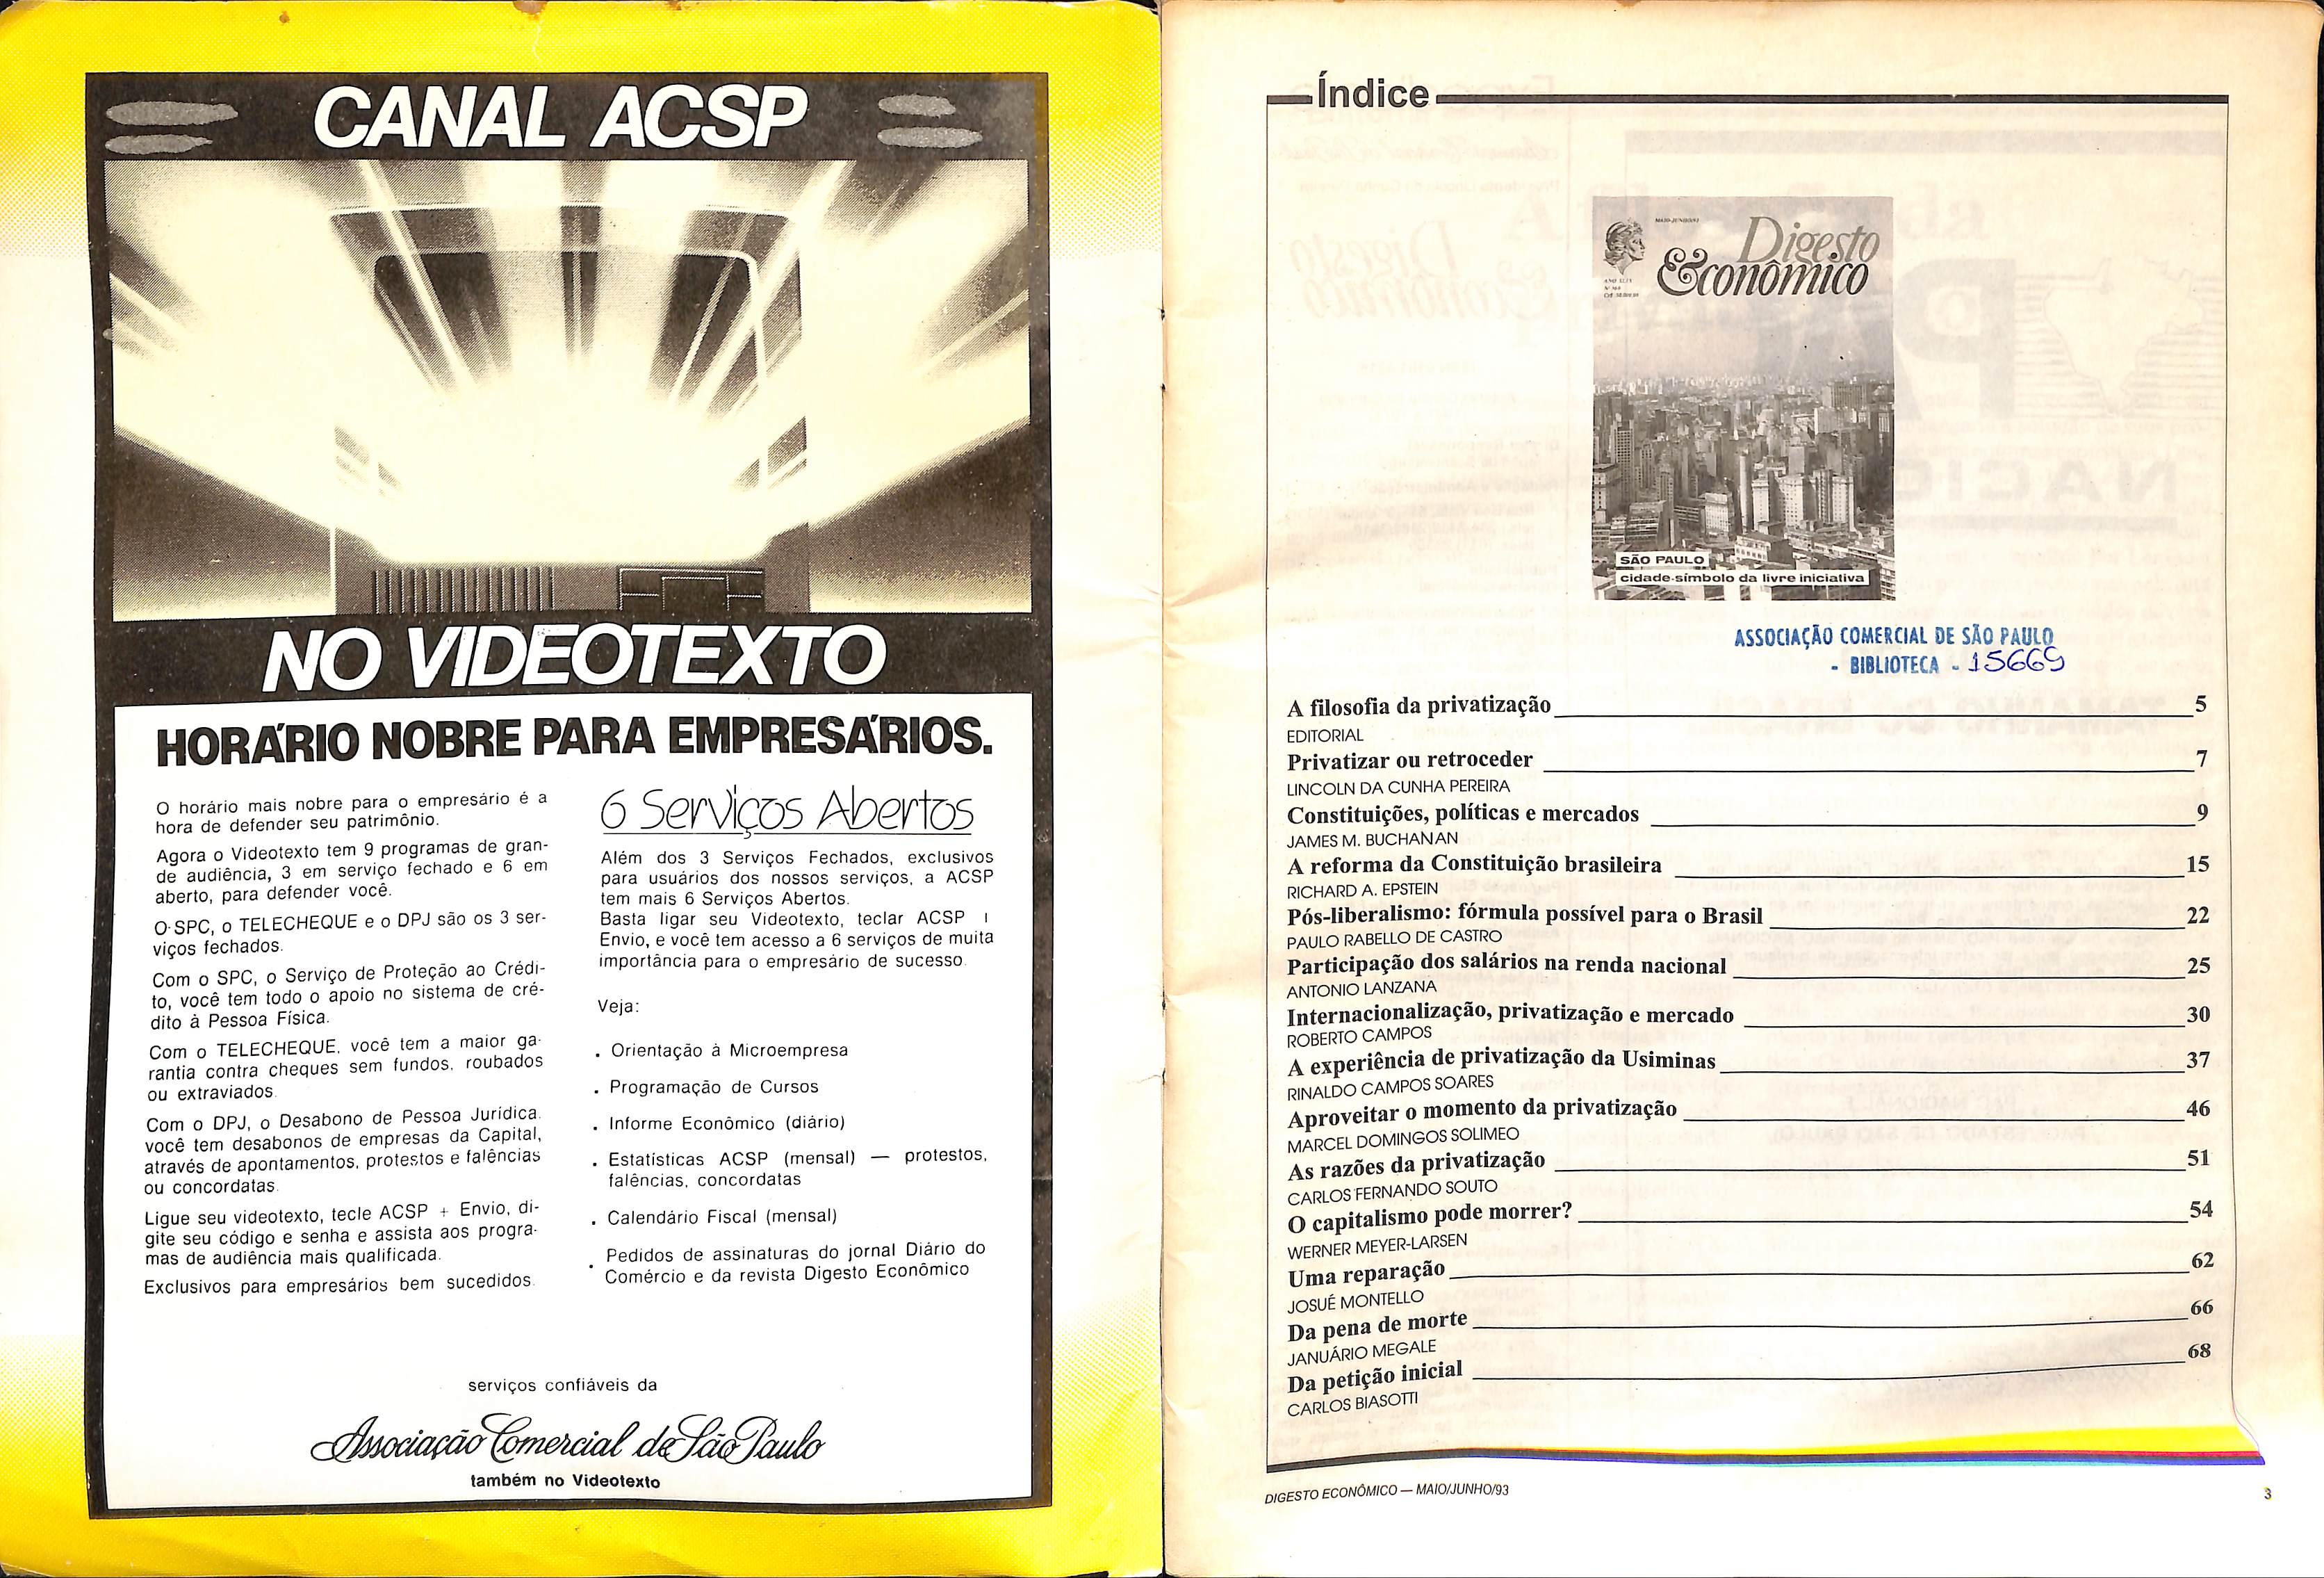 CANAL ACSP
NO VIDEOTEXTO
HORÁRIO NOBRE PARA EMPRESÁRIOS.
O horário mais nobre para o empresário é a
hora de defender seu patrimônio.
Agora o Videotexto tem 9 programas de gran-
de audiência, 3 em serviço fechado e 6 em
aberto, para defender você.
O SPC, o TELECHEQUE e o DPJ são os 3 ser-
viços fechados.
Com o SPC, o Serviço de Proteção ao Crédi-
to, você tem todo o apoio no sistema de cré-
dito à Pessoa Física.
Com o TELECHEQUE, você tem a maior ga-
rantia contra cheques sem fundos, roubados
ou extraviados.
Com o DPJ, o Desabono de Pessoa Jurídica.
você tem desabonos de empresas da Capital,
através de apontamentos, protestos e falências
ou concordatas.
Ligue seu videotexto, tecle ACSP + Envio, di-
gite seu código e senha e assista aos progra-
mas de audiência mais qualificada.
Exclusivos para empresários bem sucedidos.
6 Serviços Abertos
Além dos 3 Serviços Fechados, exclusivos
para usuários dos nossos serviços, a ACSP
tem mais 6 Serviços Abertos.
Basta ligar seu Videotexto, teclar ACSP
Envio, e você tem acesso a 6 serviços de muita
importância para o empresário de sucesso.
Veja:
. Orientação à Microempresa
. Programação de Cursos
. Informe Econômico (diário)
. Estatísticas ACSP (mensal) — protestos,
falências, concordatas
. Calendário Fiscal (mensal)
. Pedidos de assinaturas do jornal Diário do
Comércio e da revista Digesto Econômico
serviços confiáveis da
Associação Comercial de São Paulo
também no Videotexto
Índice
MAIO-JUNHO/93
Digesto
Econômico
SÃO PAULO
cidade-símbolo da livre iniciativa
ASSOCIAÇÃO COMERCIAL DE SÃO PAULO
- BIBLIOTECA - 15669
A filosofia da privatização 5
EDITORIAL
Privatizar ou retroceder 7
LINCOLN DA CUNHA PEREIRA
Constituições, políticas e mercados 9
JAMES M. BUCHANAN
A reforma da Constituição brasileira 15
RICHARD A. EPSTEIN
Pós-liberalismo: fórmula possível para o Brasil 22
PAULO RABELLO DE CASTRO
Participação dos salários na renda nacional 25
ANTONIO LANZANA
Internacionalização, privatização e mercado 30
ROBERTO CAMPOS
A experiência de privatização da Usiminas 37
RINALDO CAMPOS SOARES
Aproveitar o momento da privatização 46
MARCEL DOMINGOS SOLIMEO
As razões da privatização 51
CARLOS FERNANDO SOUTO
O capitalismo pode morrer? 54
WERNER MEYER-LARSEN
Uma reparação 62
JOSUÉ MONTELLO
Da pena de morte 66
JANUÁRIO MEGALE
Da petição inicial 68
CARLOS BIASOTTI
DIGESTO ECONÔMICO — MAIO/JUNHO/93
3